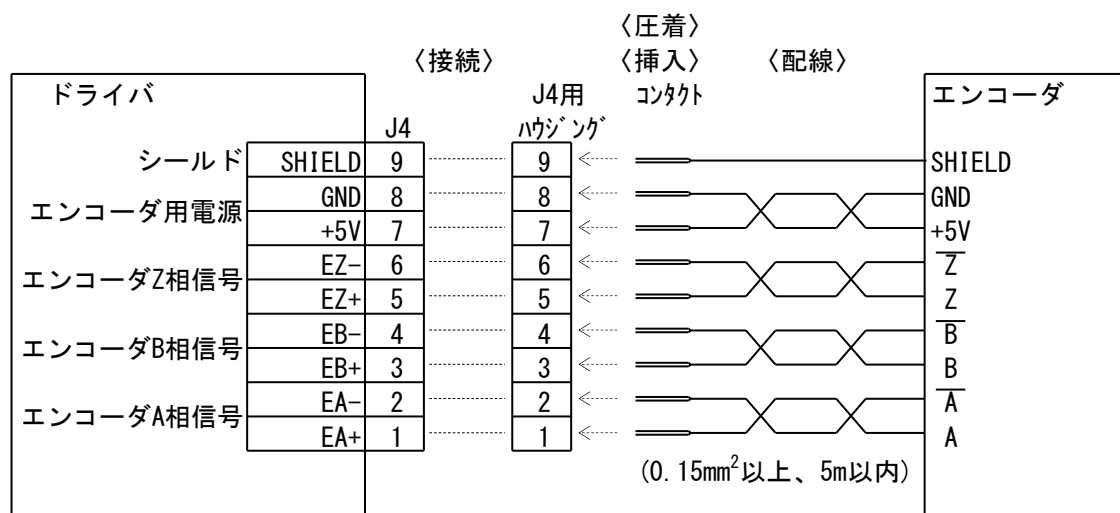 〈圧着〉
〈接続〉 〈挿入〉 〈配線〉
ドライバ J4用 コンタクト エンコーダ
J4 ハウジング
シールド SHIELD 9 9 SHIELD
GND 8 8 GND
エンコーダ用電源
+5V 7 7 +5V
EZ- 6 6 Z̅
エンコーダZ相信号
EZ+ 5 5 Z
EB- 4 4 B̅
エンコーダB相信号
EB+ 3 3 B
EA- 2 2 A̅
エンコーダA相信号
EA+ 1 1 A
(0.15mm²以上、5m以内)